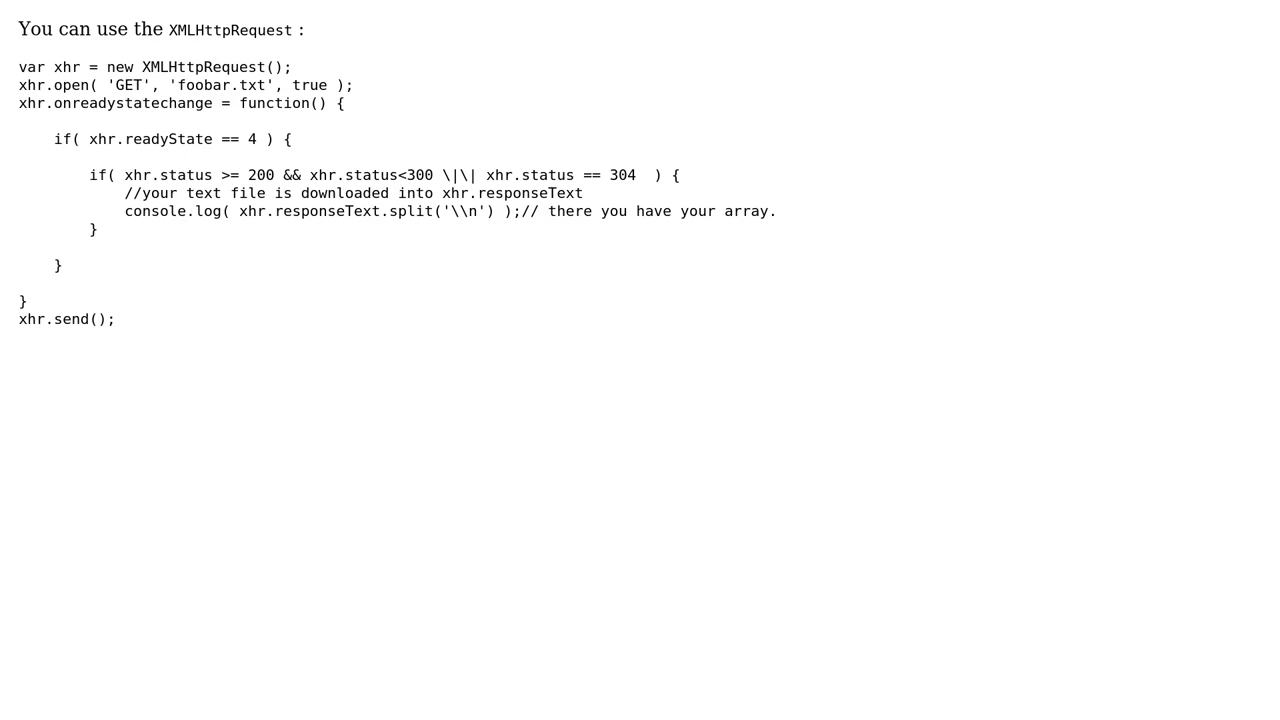 You can use the XMLHttpRequest :
var xhr = new XMLHttpRequest();
xhr.open( 'GET', 'foobar.txt', true );
xhr.onreadystatechange = function() {
    if( xhr.readyState == 4 ) {
        if( xhr.status >= 200 && xhr.status<300 \|\| xhr.status == 304  ) {
            //your text file is downloaded into xhr.responseText
            console.log( xhr.responseText.split('\\n') );// there you have your array.
        }
    }
}
xhr.send();